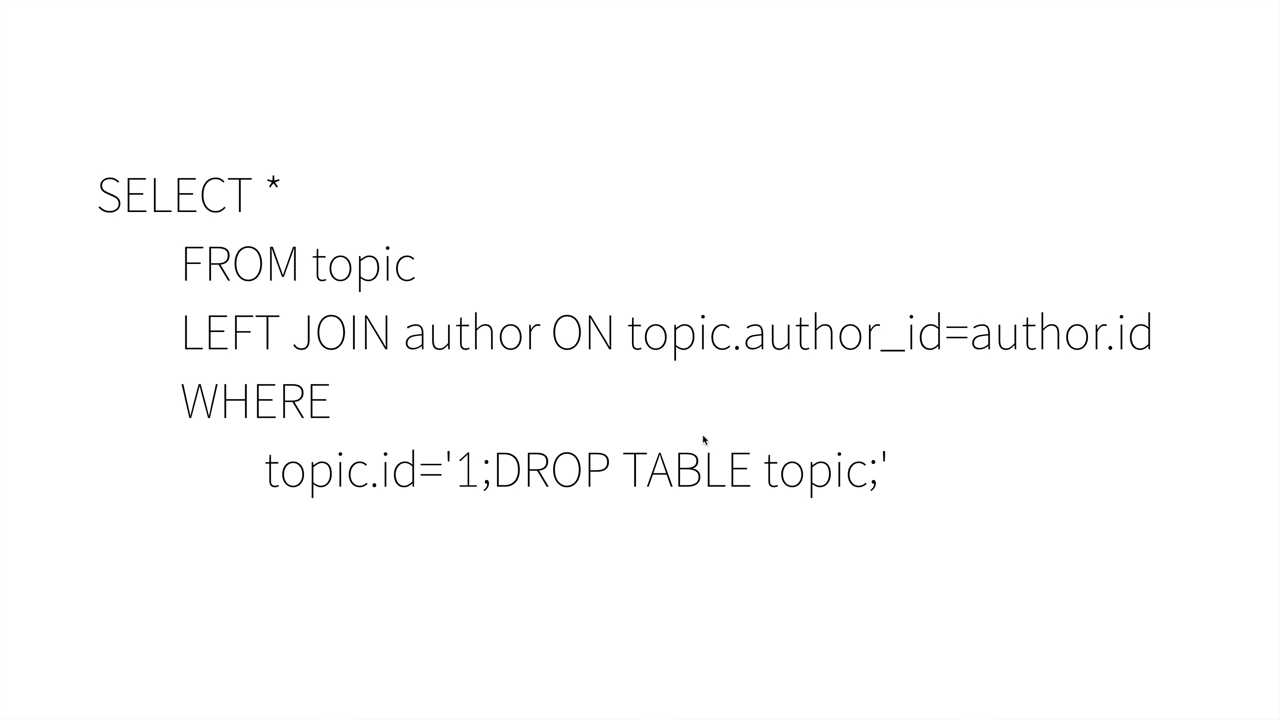 SELECT *
FROM topic
LEFT JOIN author ON topic.author_id=author.id
WHERE
topic.id='1;DROP TABLE topic;'